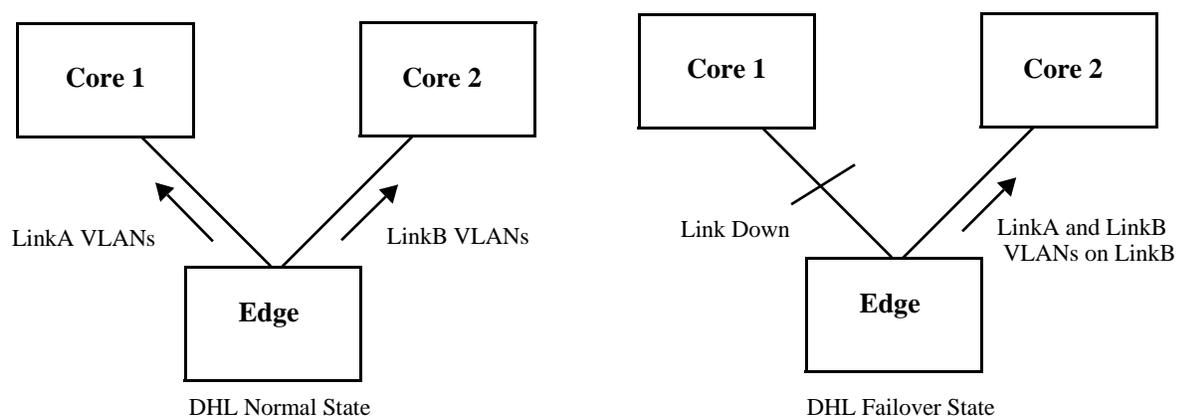 Core 1
Core 2
LinkA VLANs
LinkB VLANs
Edge
DHL Normal State
Core 1
Core 2
Link Down
LinkA and LinkB
VLANs on LinkB
Edge
DHL Failover State